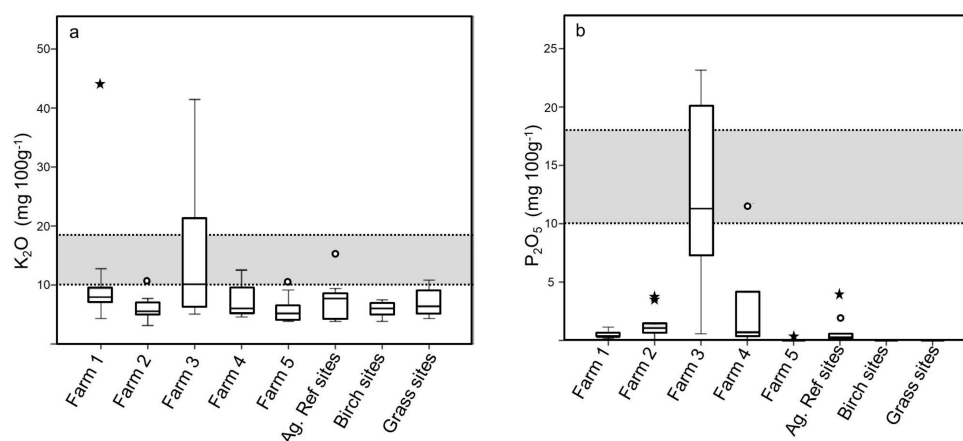 a
50
40
30
20
10
K₂O (mg 100g⁻¹)
Farm 1
Farm 2
Farm 3
Farm 4
Farm 5
Ag. Ref sites
Birch sites
Grass sites
b
25
20
15
10
5
P₂O₅ (mg 100g⁻¹)
Farm 1
Farm 2
Farm 3
Farm 4
Farm 5
Ag. Ref sites
Birch sites
Grass sites